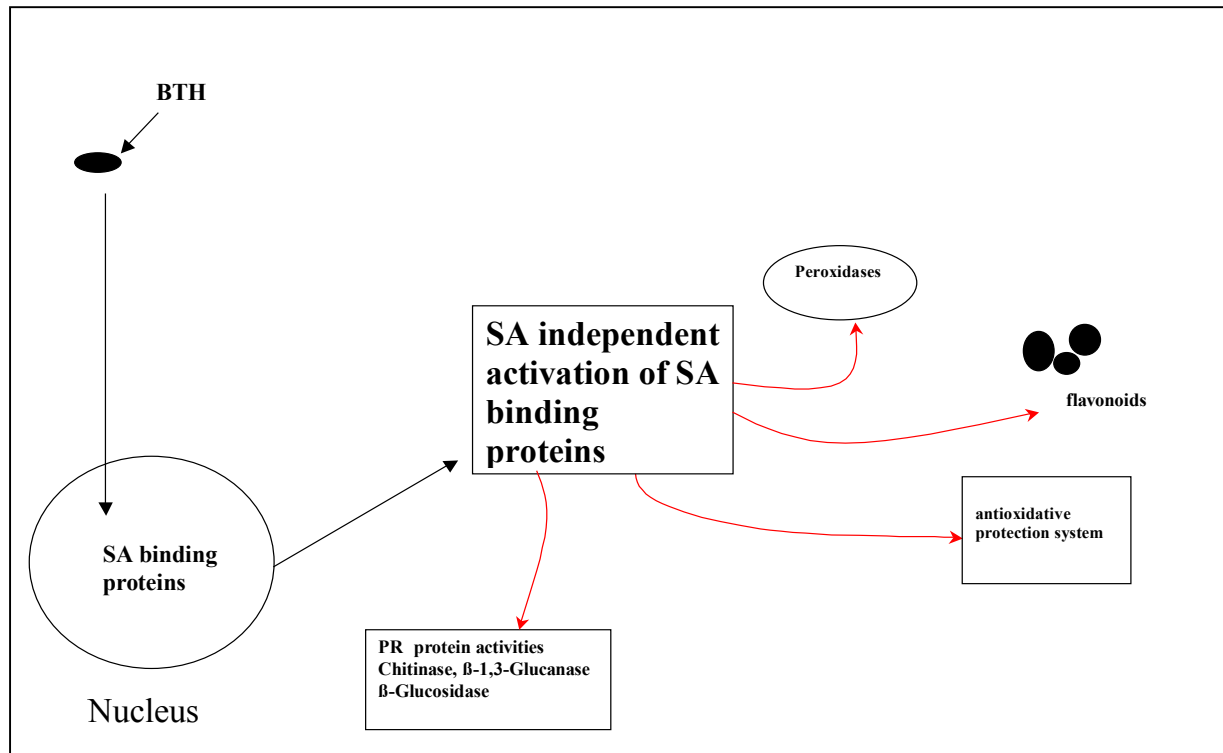 BTH
Peroxidases
SA independent
activation of SA
binding
proteins
flavonoids
antioxidative
protection system
SA binding
proteins
PR protein activities
Chitinase, ß-1,3-Glucanase
ß-Glucosidase
Nucleus